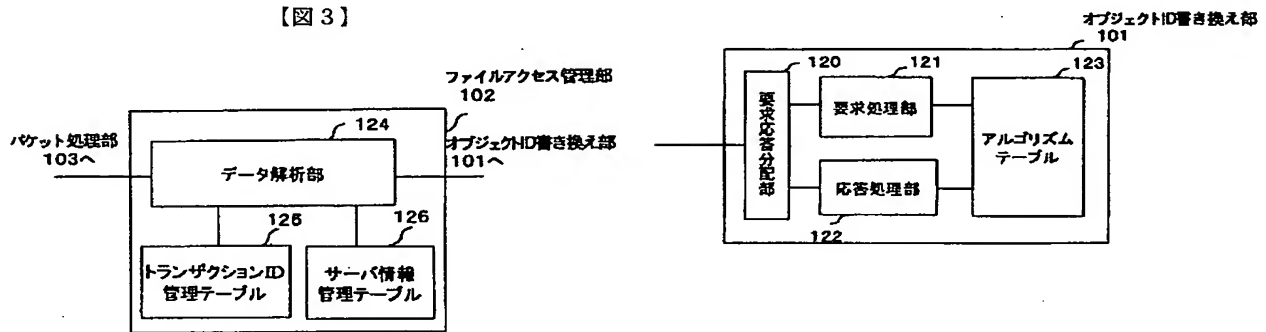 【図３】
ファイルアクセス管理部
102
パケット処理部
103へ
124
データ解析部
オブジェクトID書き換え部
101へ
125
トランザクションID
管理テーブル
126
サーバ情報
管理テーブル
オブジェクトID書き換え部
101
120
要求応答分配部
121
要求処理部
122
応答処理部
123
アルゴリズム
テーブル